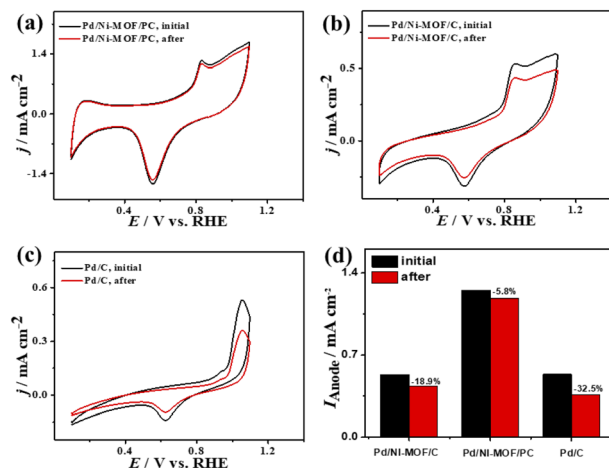 (a)
Pd/Ni-MOF/PC, initial
Pd/Ni-MOF/PC, after
1.4
0.0
-1.4
j / mA cm⁻²
0.4 0.8 1.2
E / V vs. RHE
(b)
Pd/Ni-MOF/C, initial
Pd/Ni-MOF/C, after
0.5
0.0
j / mA cm⁻²
0.4 0.8 1.2
E / V vs. RHE
(c)
Pd/C, initial
Pd/C, after
0.6
0.3
-0.0
j / mA cm⁻²
0.4 0.8 1.2
E / V vs. RHE
(d)
initial
after
1.4
0.7
0.0
I Anode / mA cm⁻²
-18.9%
-5.8%
-32.5%
Pd/NI-MOF/C Pd/NI-MOF/PC Pd/C